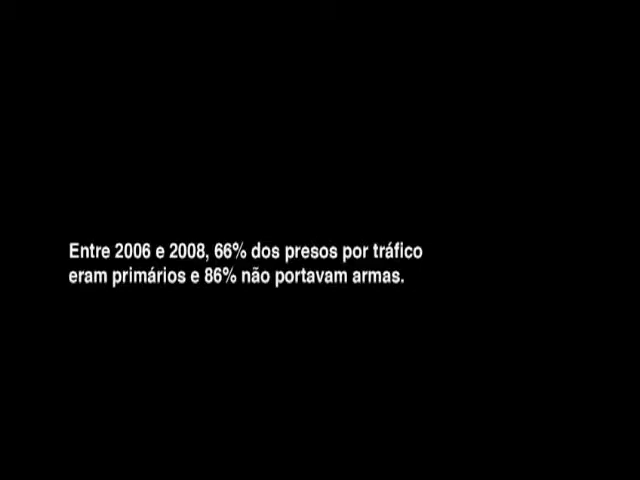 Entre 2006 e 2008, 66% dos presos por tráfico
eram primários e 86% não portavam armas.